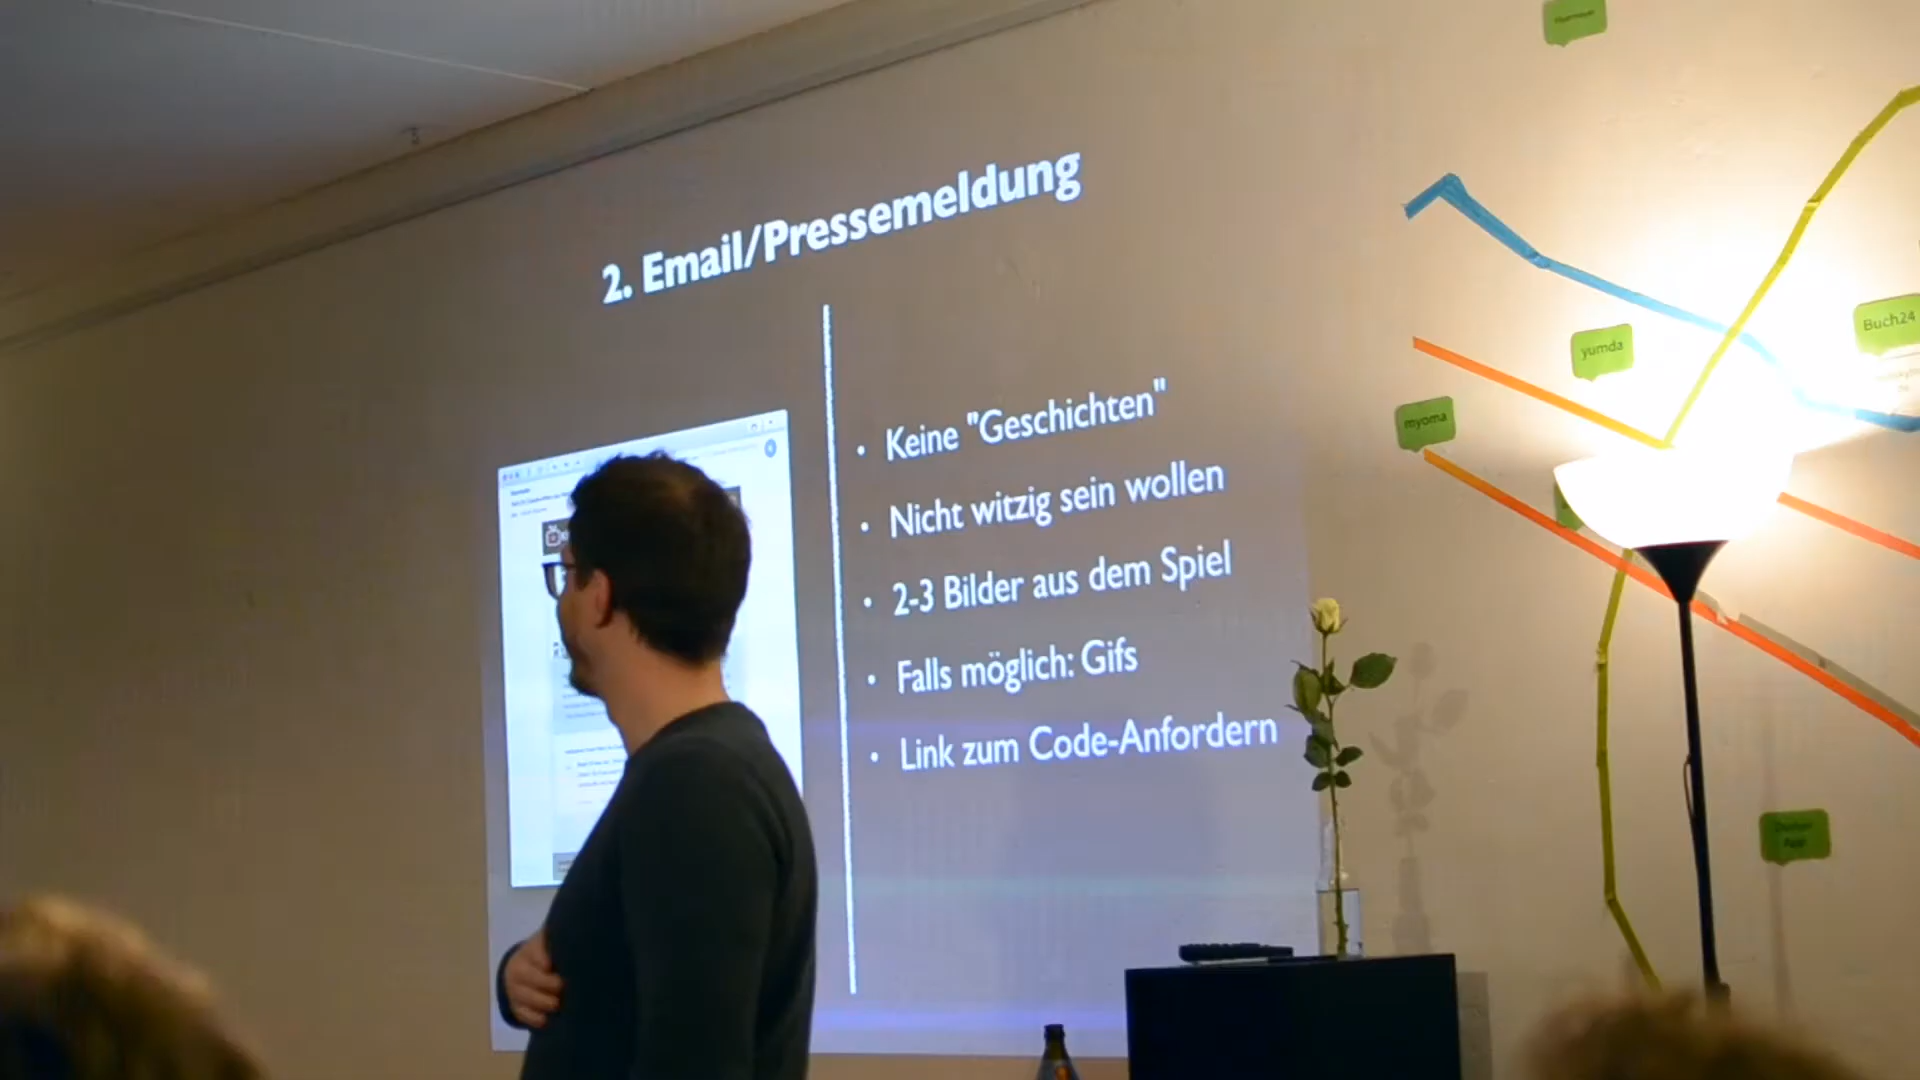 2. Email/Pressemeldung
• Keine "Geschichten"
• Nicht witzig sein wollen
• 2-3 Bilder aus dem Spiel
• Falls möglich: Gifs
• Link zum Code-Anfordern
Buch24
yumda
myoma